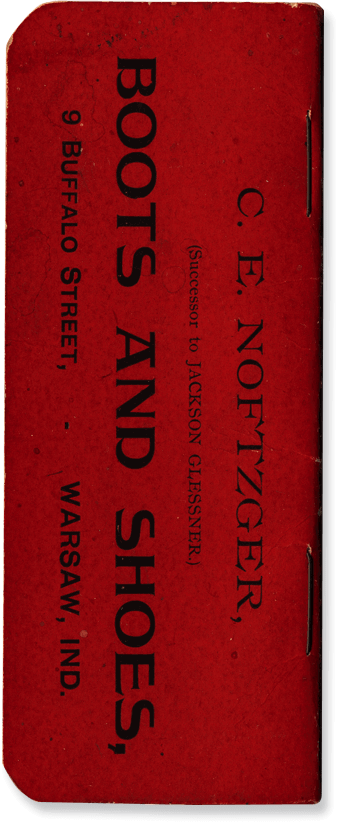 C. E. NOFTZGER,
(Successor to JACKSON GLESSNER.)
BOOTS AND SHOES,
9 BUFFALO STREET, - WARSAW, IND.